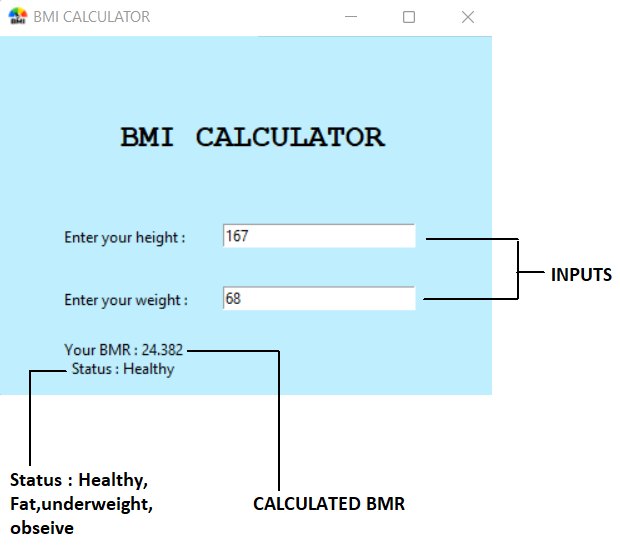 BMI CALCULATOR
BMI CALCULATOR
Enter your height :
167
Enter your weight :
68
INPUTS
Your BMR : 24.382
Status : Healthy
Status : Healthy,
Fat,underweight,
obseive
CALCULATED BMR